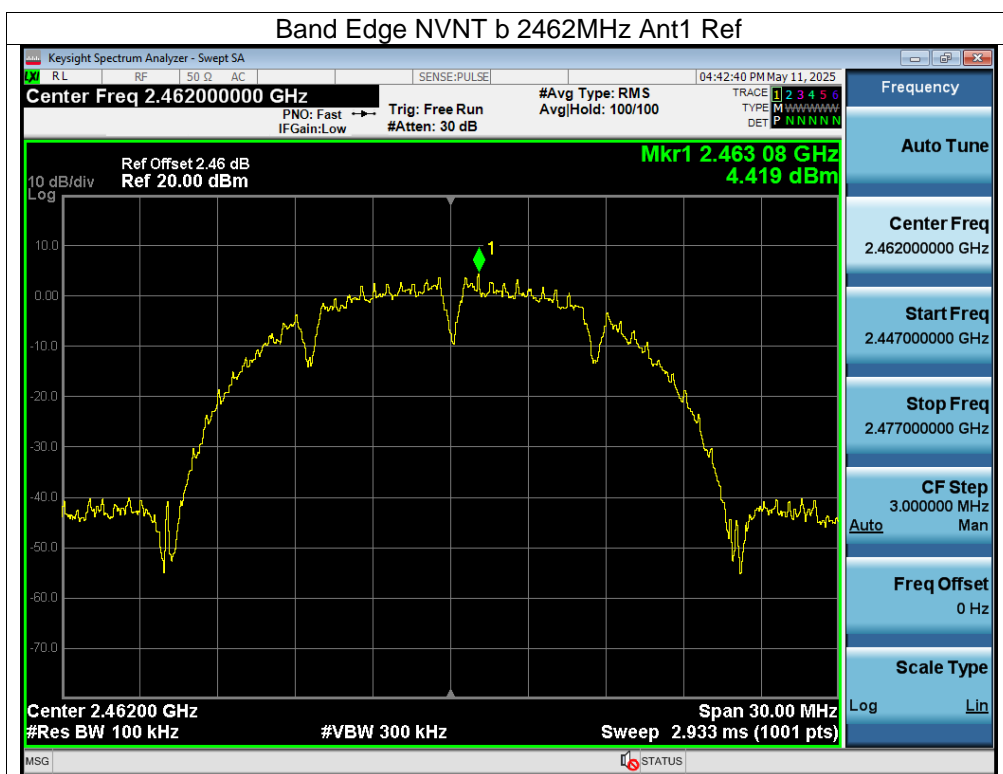 Band Edge NVNT b 2462MHz Ant1 Ref
Keysight Spectrum Analyzer - Swept SA
LXI RL RF 50 Ω AC SENSE:PULSE 04:42:40 PM May 11, 2025
Center Freq 2.462000000 GHz
PNO: Fast
IFGain:Low
Trig: Free Run
#Atten: 30 dB
#Avg Type: RMS
Avg|Hold: 100/100
TRACE 1 2 3 4 5 6
TYPE M WWWWW
DET P N N N N N
Ref Offset 2.46 dB
Ref 20.00 dBm
10 dB/div
Log
Mkr1 2.463 08 GHz
4.419 dBm
1
10.0
0.00
-10.0
-20.0
-30.0
-40.0
-50.0
-60.0
-70.0
Center 2.46200 GHz
Span 30.00 MHz
#Res BW 100 kHz
#VBW 300 kHz
Sweep 2.933 ms (1001 pts)
MSG
STATUS
Frequency
Auto Tune
Center Freq
2.462000000 GHz
Start Freq
2.447000000 GHz
Stop Freq
2.477000000 GHz
CF Step
3.000000 MHz
Auto Man
Freq Offset
0 Hz
Scale Type
Log Lin